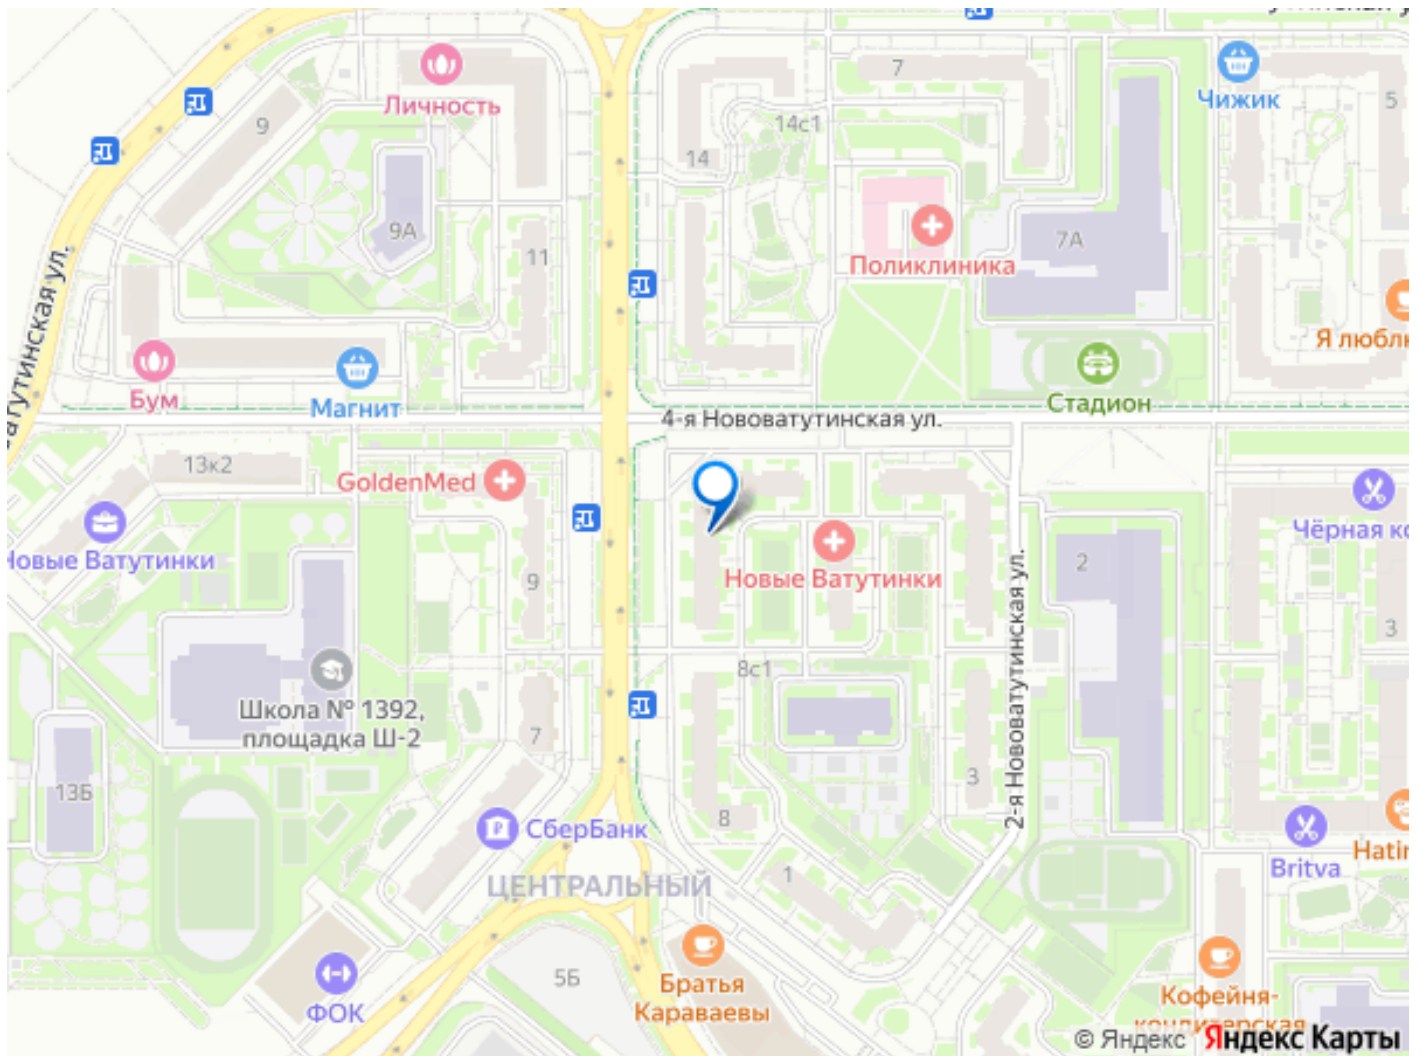 Личность
Чижик
7
5
9
14с1
14
9А
7А
11
Поликлиника
Ватутинская ул.
Я любл
Бум
Магнит
Стадион
4-я Нововатутинская ул.
13к2
GoldenMed
Чёрная ко
Новые Ватутинки
Новые Ватутинки
9
2
2-я Нововатутинская ул.
3
8с1
Школа № 1392,
площадка Ш-2
7
3
13Б
8
СберБанк
Britva
Hatir
ЦЕНТРАЛЬНЫЙ
1
5Б
Братья
Караваевы
ФОК
Кофейня-
кондитерская
© Яндекс Яндекс Карты